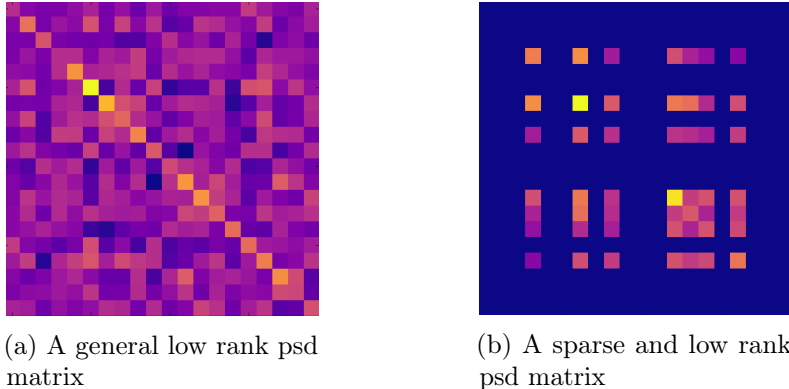 (a) A general low rank psd
matrix
(b) A sparse and low rank
psd matrix